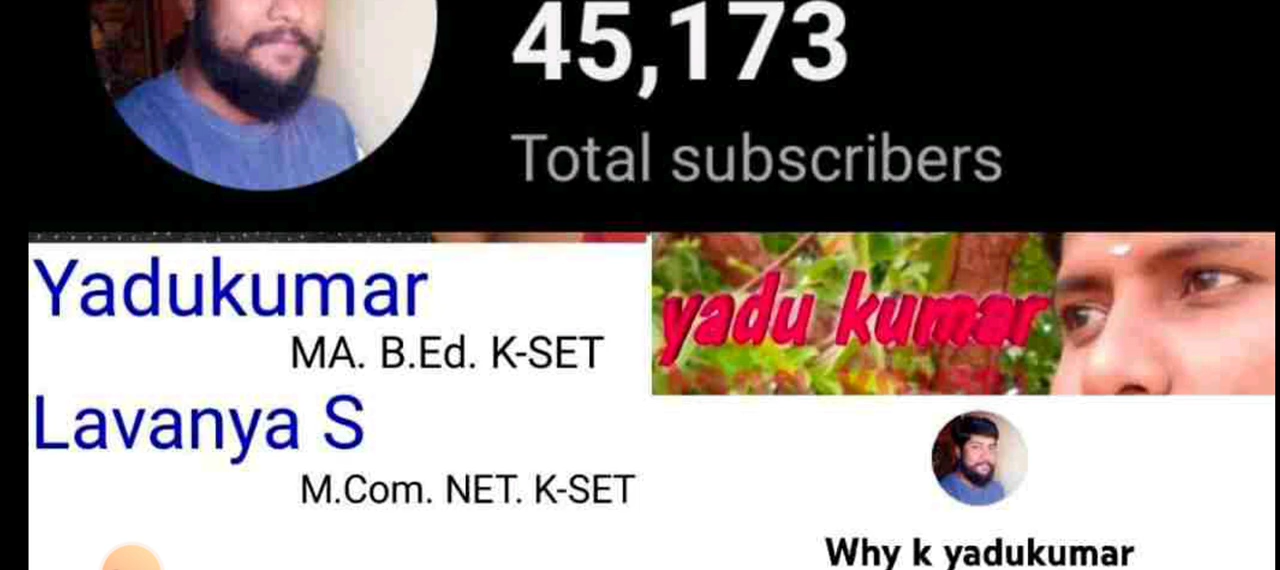 45,173
Total subscribers
Yadukumar
MA. B.Ed. K-SET
Lavanya S
M.Com. NET. K-SET
yadu kumar
Why k yadukumar